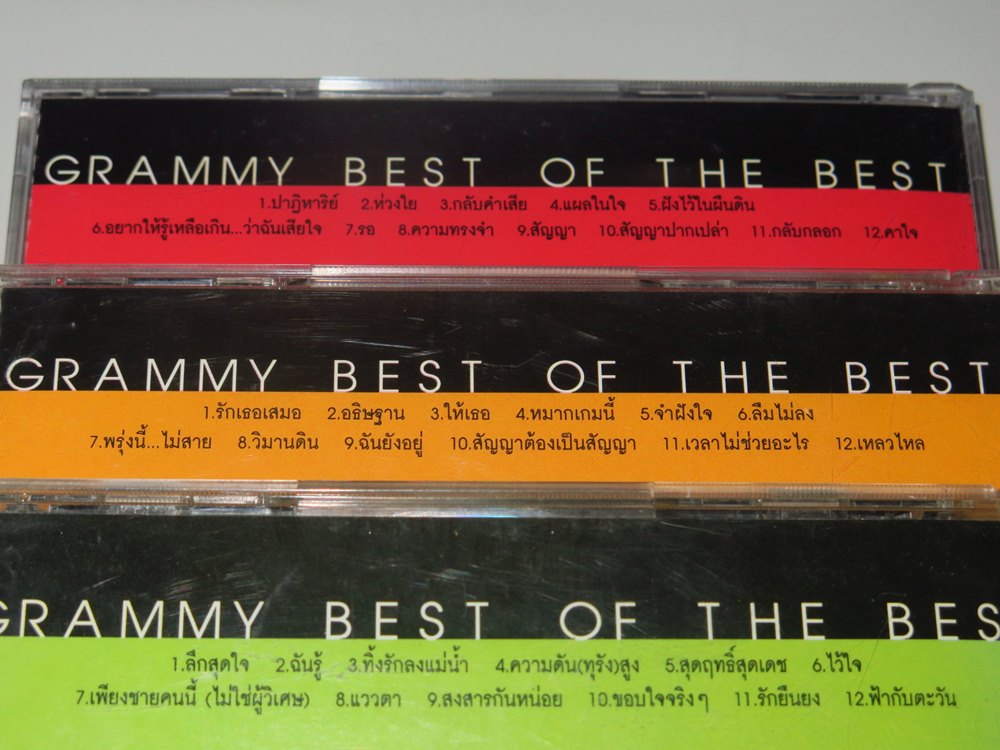 GRAMMY BEST OF THE BEST
1.ปาฏิหาริย์ 2.ห่วงใย 3.กลับคำเสีย 4.แผลในใจ 5.ฝังไว้ในผืนดิน
6.อยากให้รู้เหลือเกิน...ว่าฉันเสียใจ 7.รอ 8.ความทรงจำ 9.สัญญา 10.สัญญาปากเปล่า 11.กลับกลอก 12.คาใจ
GRAMMY BEST OF THE BEST
1.รักเธอเสมอ 2.อธิษฐาน 3.ให้เธอ 4.หมากเกมนี้ 5.จำฝังใจ 6.ลืมไม่ลง
7.พรุ่งนี้...ไม่สาย 8.วิมานดิน 9.ฉันยังอยู่ 10.สัญญาต้องเป็นสัญญา 11.เวลาไม่ช่วยอะไร 12.เหลวไหล
GRAMMY BEST OF THE BES
1.ลึกสุดใจ 2.ฉันรู้ 3.ทิ้งรักลงแม่น้ำ 4.ความดัน(ทุรัง)สูง 5.สุดฤทธิ์สุดเดช 6.ไว้ใจ
7.เพียงชายคนนี้ (ไม่ใช่ผู้วิเศษ) 8.แววตา 9.สงสารกันหน่อย 10.ขอบใจจริงๆ 11.รักยืนยง 12.ฟ้ากับตะวัน